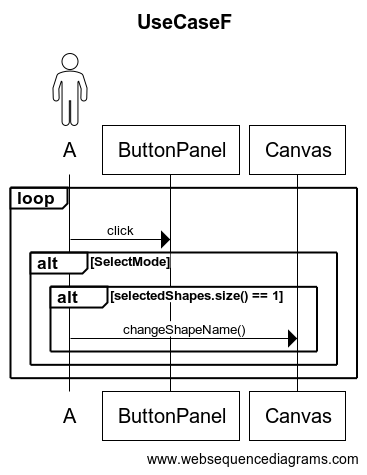 UseCaseF
A
ButtonPanel
Canvas
loop
click
alt
[SelectMode]
alt
[selectedShapes.size() == 1]
changeShapeName()
A
ButtonPanel
Canvas
www.websequencediagrams.com